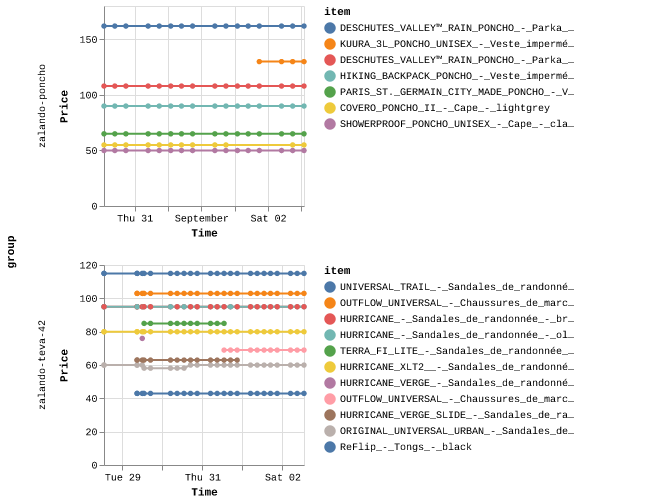 group
zalando-poncho
Price
150
100
50
0
Thu 31
September
Sat 02
Time
item
DESCHUTES_VALLEY™_RAIN_PONCHO_-_Parka_…
KUURA_3L_PONCHO_UNISEX_-_Veste_impermé…
DESCHUTES_VALLEY™_RAIN_PONCHO_-_Parka_…
HIKING_BACKPACK_PONCHO_-_Veste_impermé…
PARIS_ST._GERMAIN_CITY_MADE_PONCHO_-_V…
COVERO_PONCHO_II_-_Cape_-_lightgrey
SHOWERPROOF_PONCHO_UNISEX_-_Cape_-_cla…
zalando-teva-42
Price
120
100
80
60
40
20
0
Tue 29
Thu 31
Sat 02
Time
item
UNIVERSAL_TRAIL_-_Sandales_de_randonné…
OUTFLOW_UNIVERSAL_-_Chaussures_de_marc…
HURRICANE_-_Sandales_de_randonnée_-_br…
HURRICANE_-_Sandales_de_randonnée_-_ol…
TERRA_FI_LITE_-_Sandales_de_randonnée_…
HURRICANE_XLT2__-_Sandales_de_randonné…
HURRICANE_VERGE_-_Sandales_de_randonné…
OUTFLOW_UNIVERSAL_-_Chaussures_de_marc…
HURRICANE_VERGE_SLIDE_-_Sandales_de_ra…
ORIGINAL_UNIVERSAL_URBAN_-_Sandales_de…
ReFlip_-_Tongs_-_black